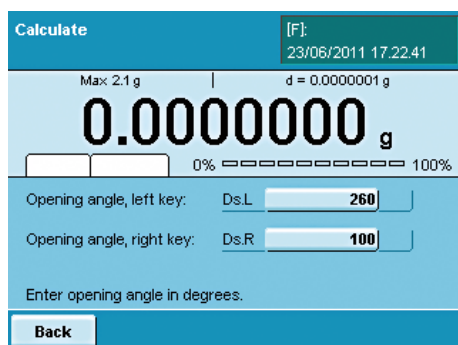 Calculate [F]:
23/06/2011 17.22.41
Max 2.1 g d = 0.0000001 g
0.0000000 g
0% 100%
Opening angle, left key: Ds.L 260
Opening angle, right key: Ds.R 100
Enter opening angle in degrees.
Back